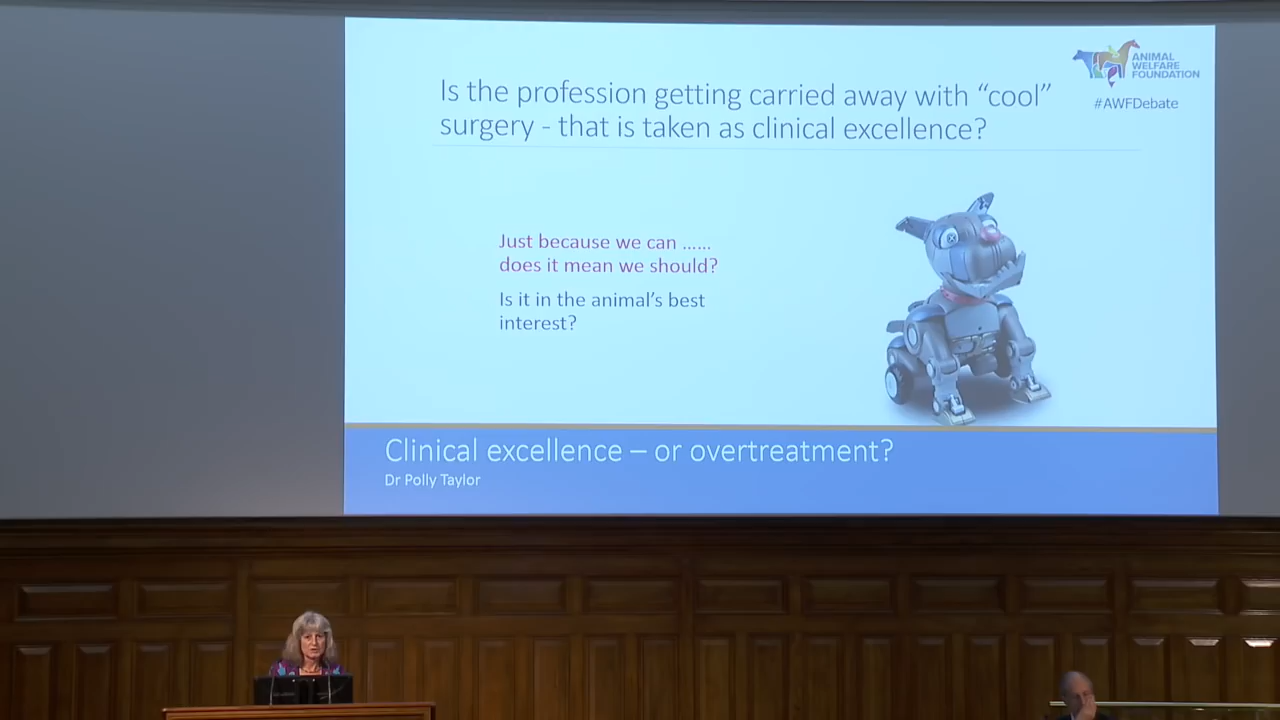 Is the profession getting carried away with “cool”
surgery - that is taken as clinical excellence?
ANIMAL
WELFARE
FOUNDATION
#AWFDebate
Just because we can ......
does it mean we should?
Is it in the animal’s best
interest?
Clinical excellence – or overtreatment?
Dr Polly Taylor